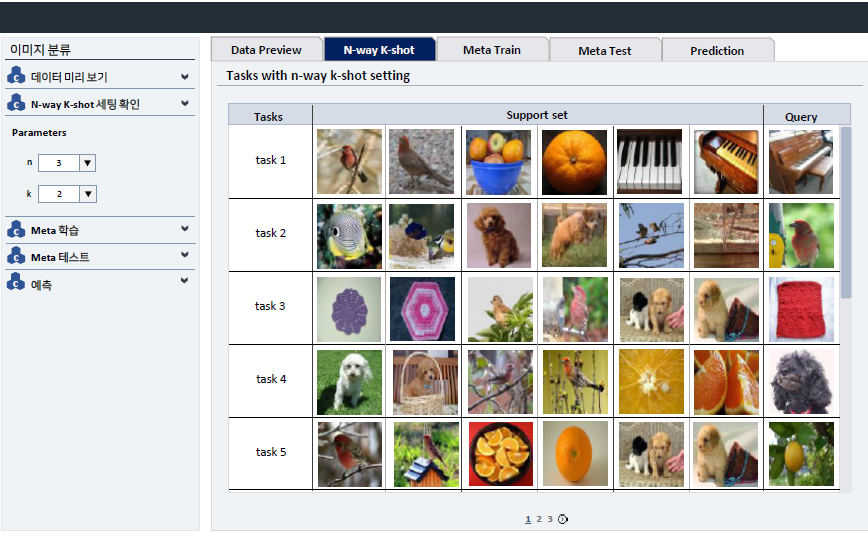 이미지 분류
데이터 미리 보기
N-way K-shot 세팅 확인
Parameters
n 3
k 2
Meta 학습
Meta 테스트
예측
Data Preview N-way K-shot Meta Train Meta Test Prediction
Tasks with n-way k-shot setting
Tasks Support set Query
task 1
task 2
task 3
task 4
task 5
1 2 3